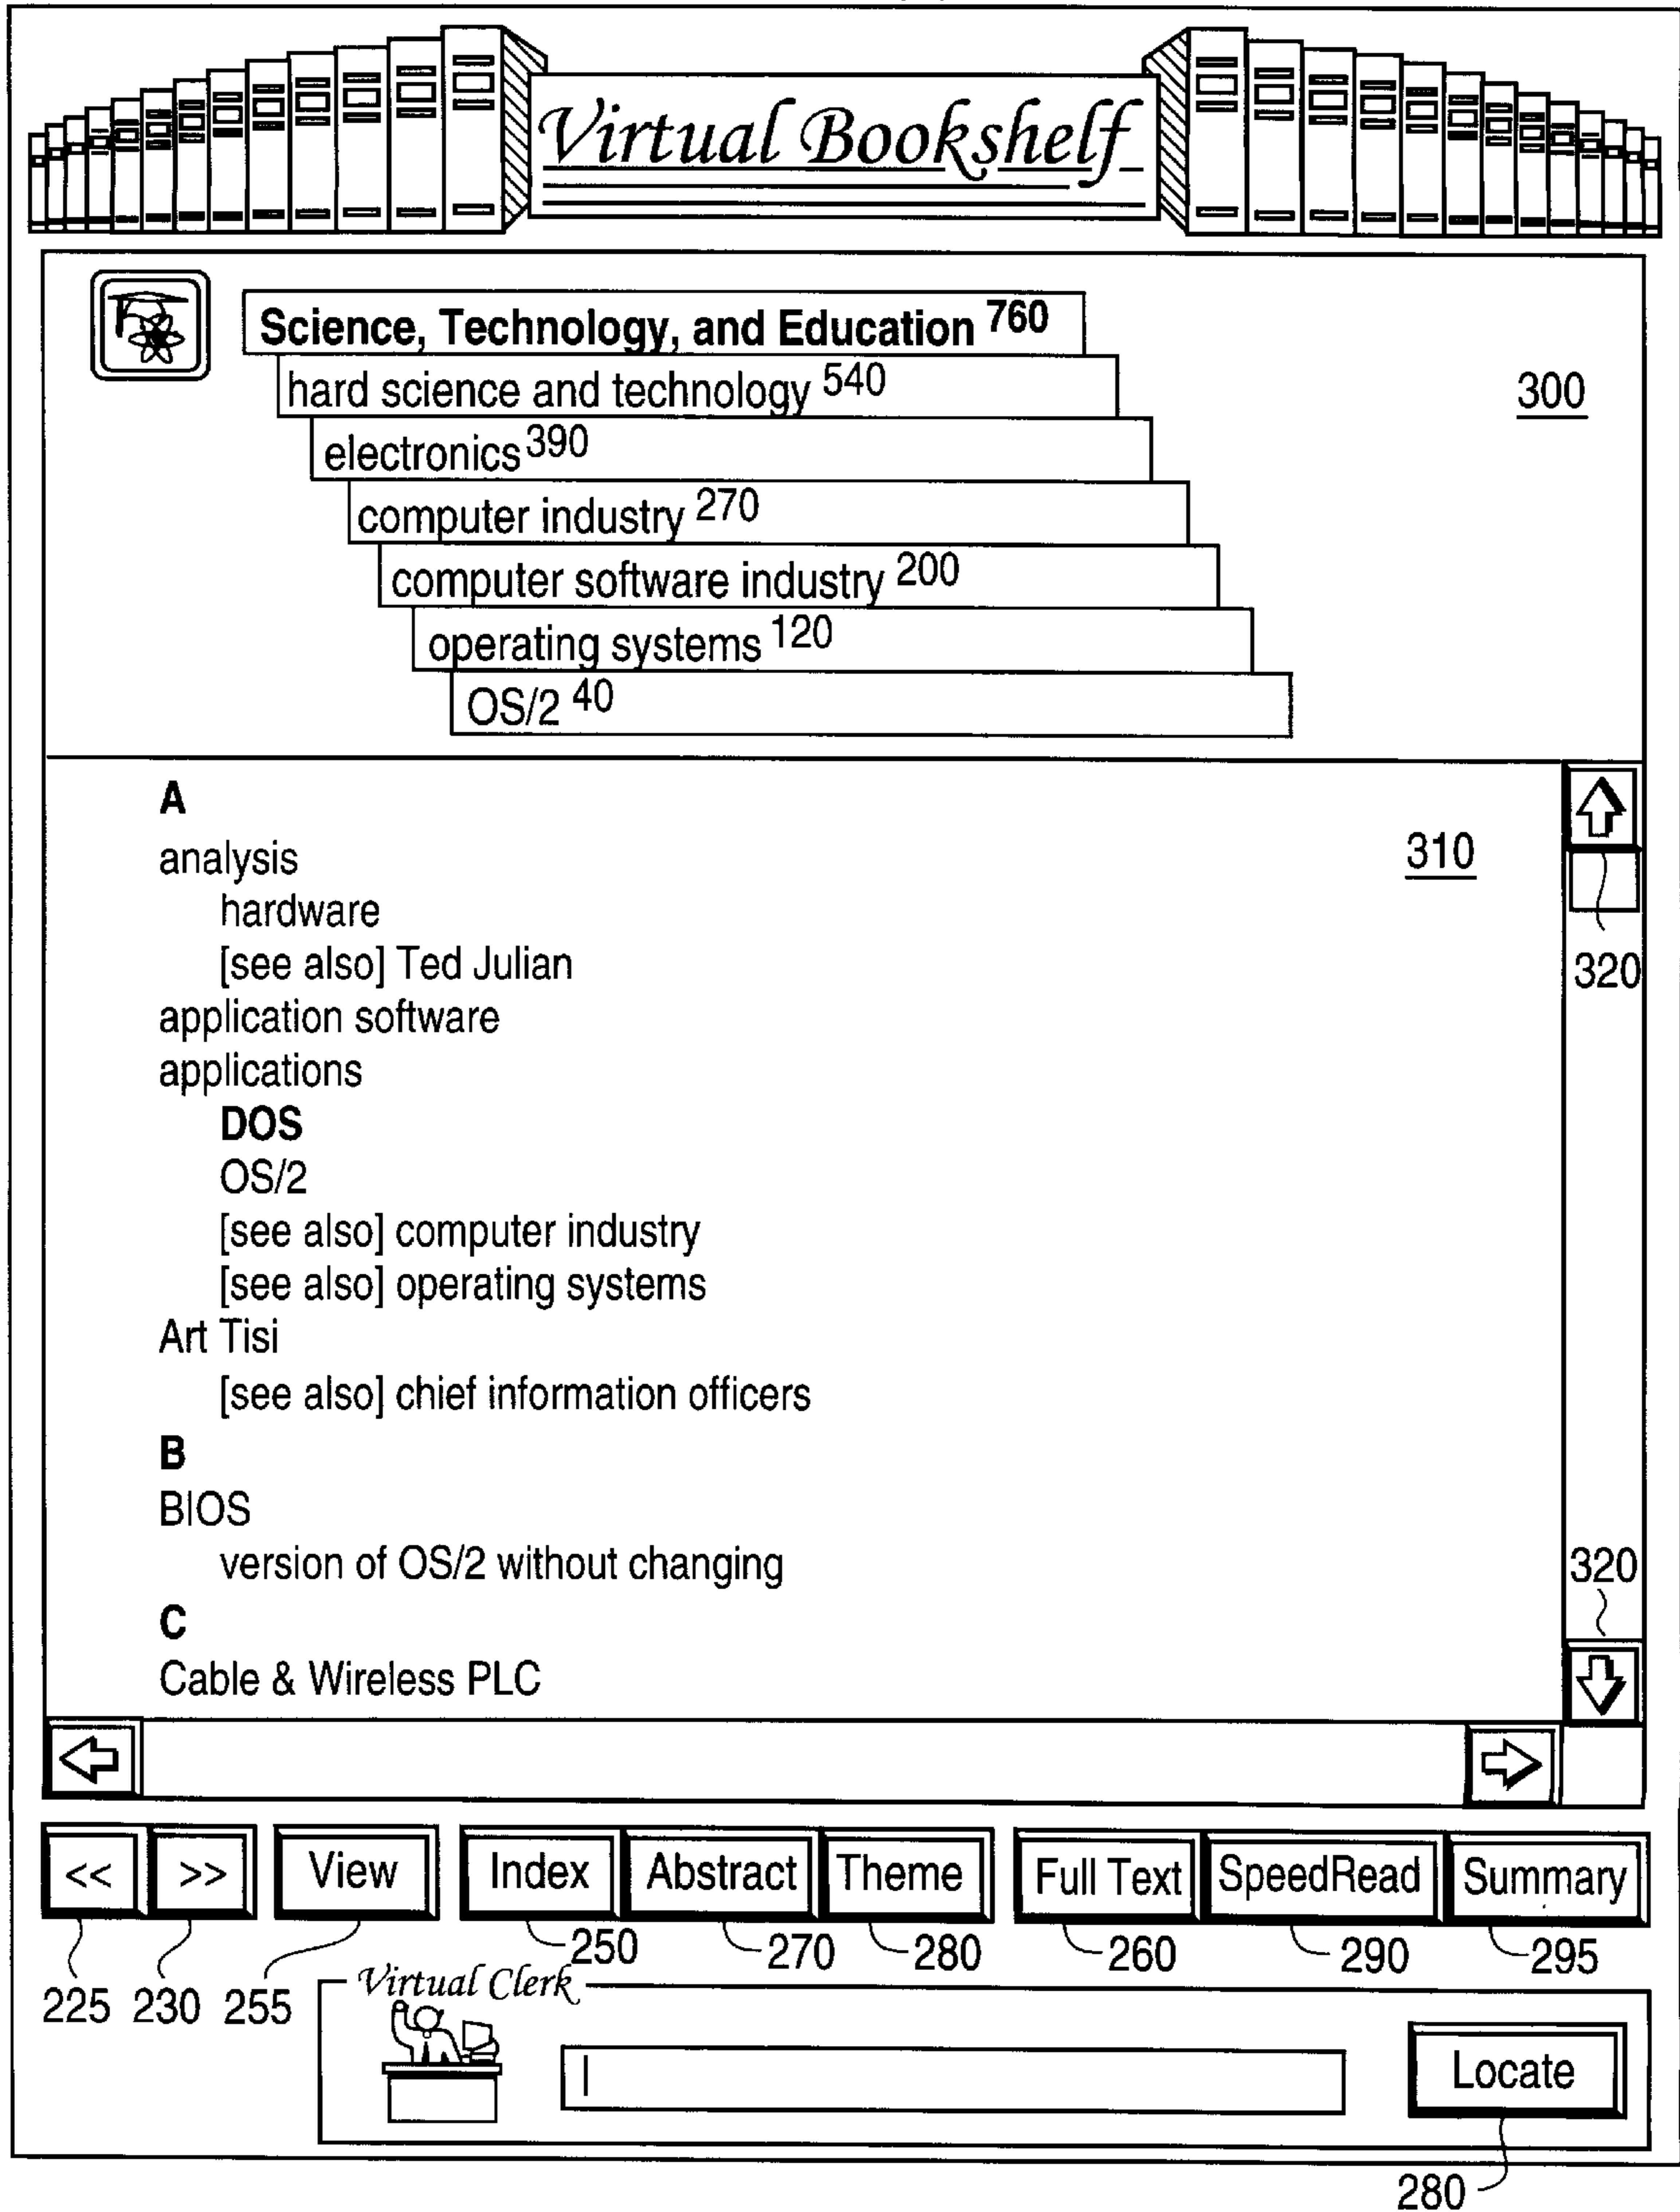 Virtual Bookshelf
Science, Technology, and Education 760
hard science and technology 540
300
electronics 390
computer industry 270
computer software industry 200
operating systems 120
OS/2 40
A
analysis
310
hardware
[see also] Ted Julian
320
application software
applications
DOS
OS/2
[see also] computer industry
[see also] operating systems
Art Tisi
[see also] chief information officers
B
BIOS
version of OS/2 without changing
320
C
Cable & Wireless PLC
<< >> View Index Abstract Theme Full Text SpeedRead Summary
250 270 280 260 290 295
225 230 255
Virtual Clerk
Locate
280